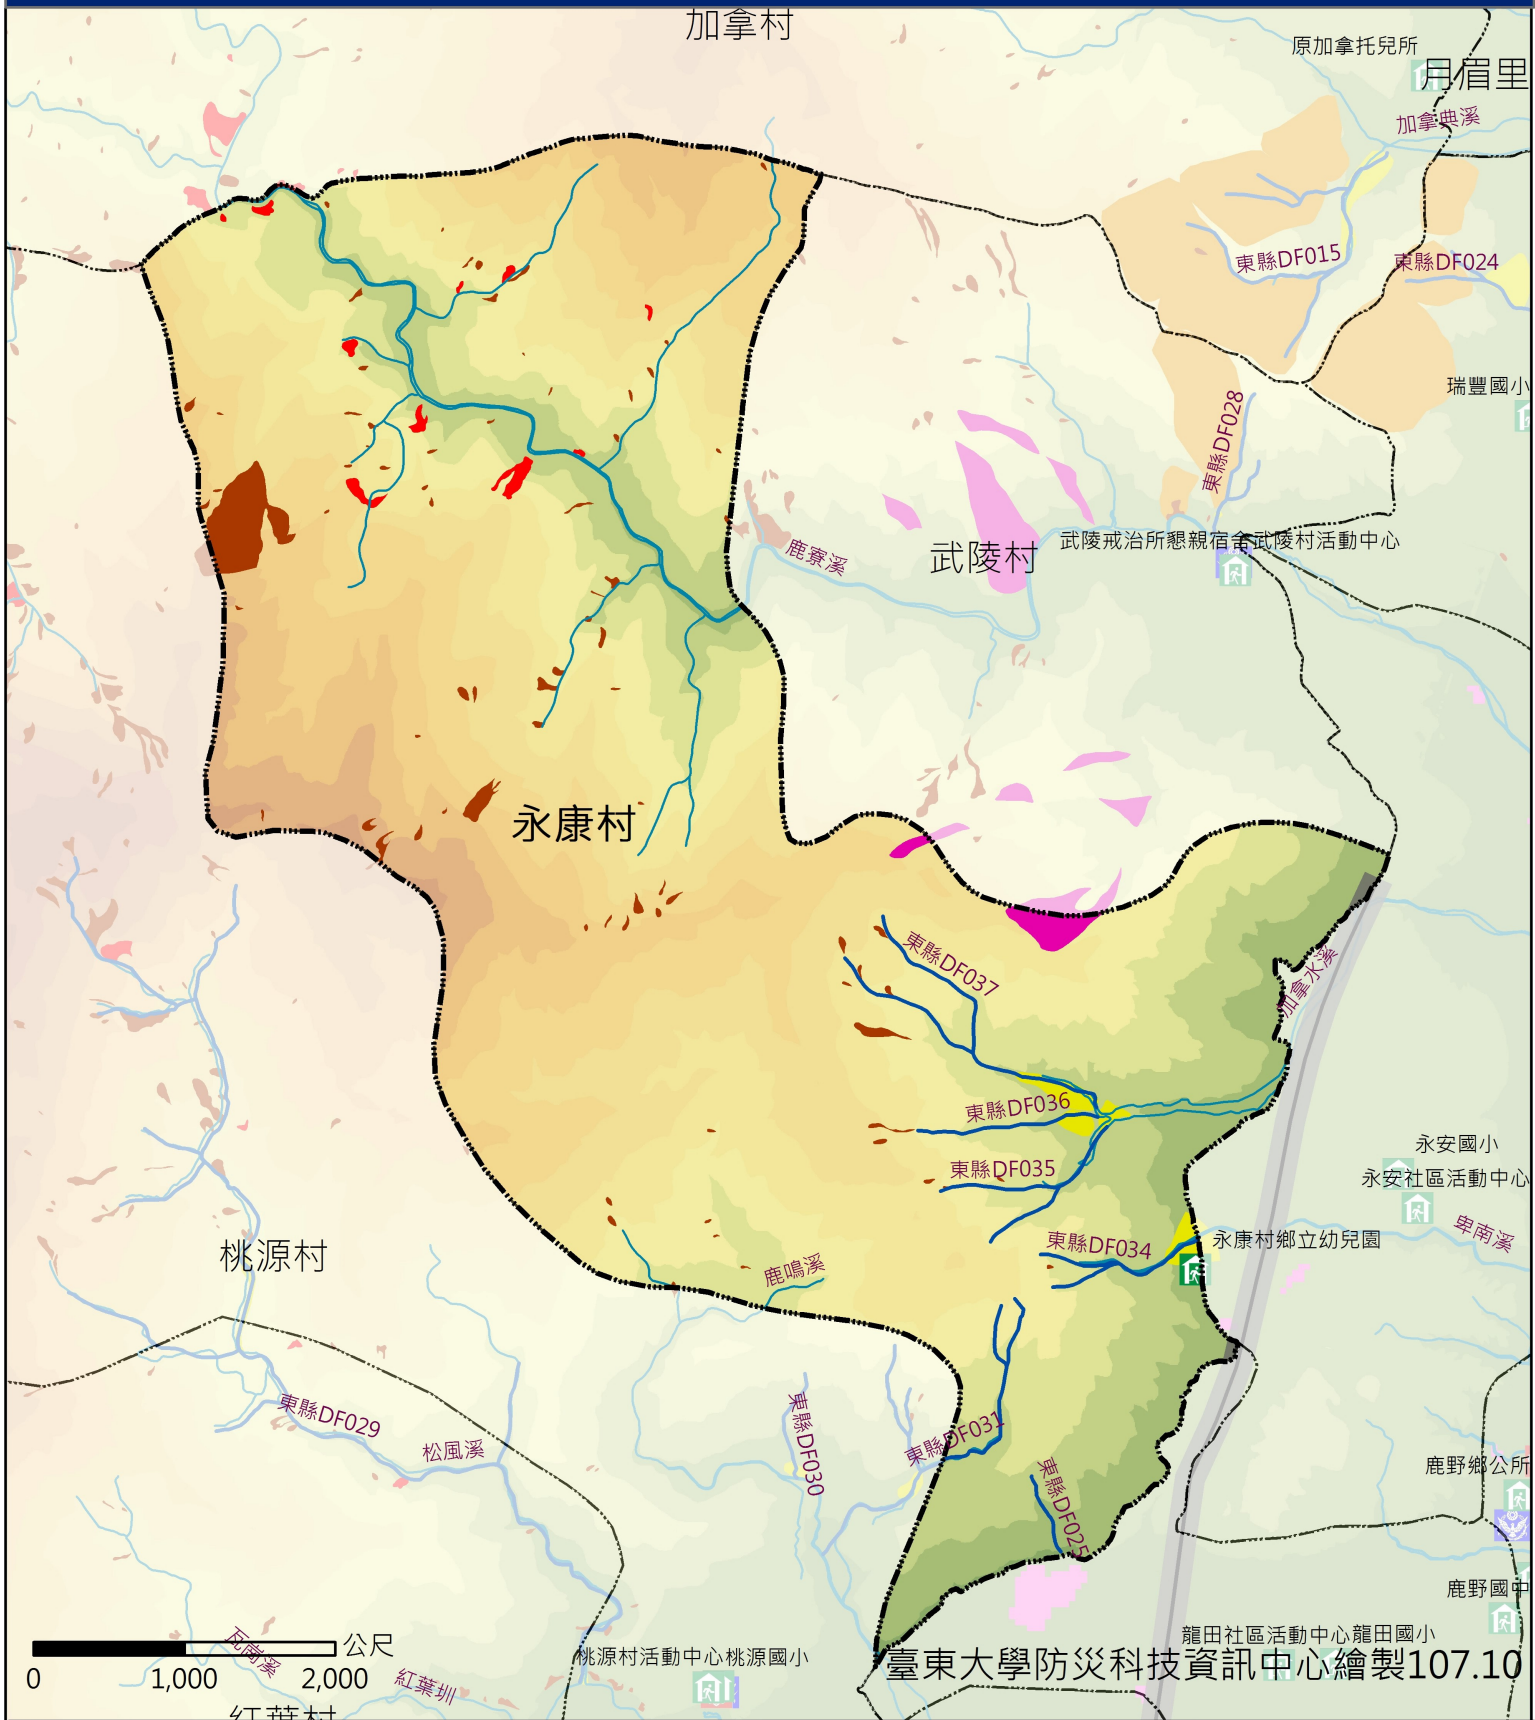 加拿村
原加拿托兒所
月眉里
加拿典溪
東縣DF015
東縣DF024
瑞豐國小
東縣DF028
鹿寮溪
武陵村
武陵戒治所懇親宿舍武陵村活動中心
永康村
東縣DF037
加拿水溪
東縣DF036
永安國小
東縣DF035
永安社區活動中心
桃源村
東縣DF034
永康村鄉立幼兒園
卑南溪
鹿鳴溪
東縣DF029
松風溪
東縣DF030
東縣DF031
東縣DF025
鹿野鄉公所
鹿野國中
龍田社區活動中心龍田國小
公尺
0
1,000
2,000
瓦崗溪
紅葉圳
桃源村活動中心桃源國小
臺東大學防災科技資訊中心繪製107.10
紅葉村